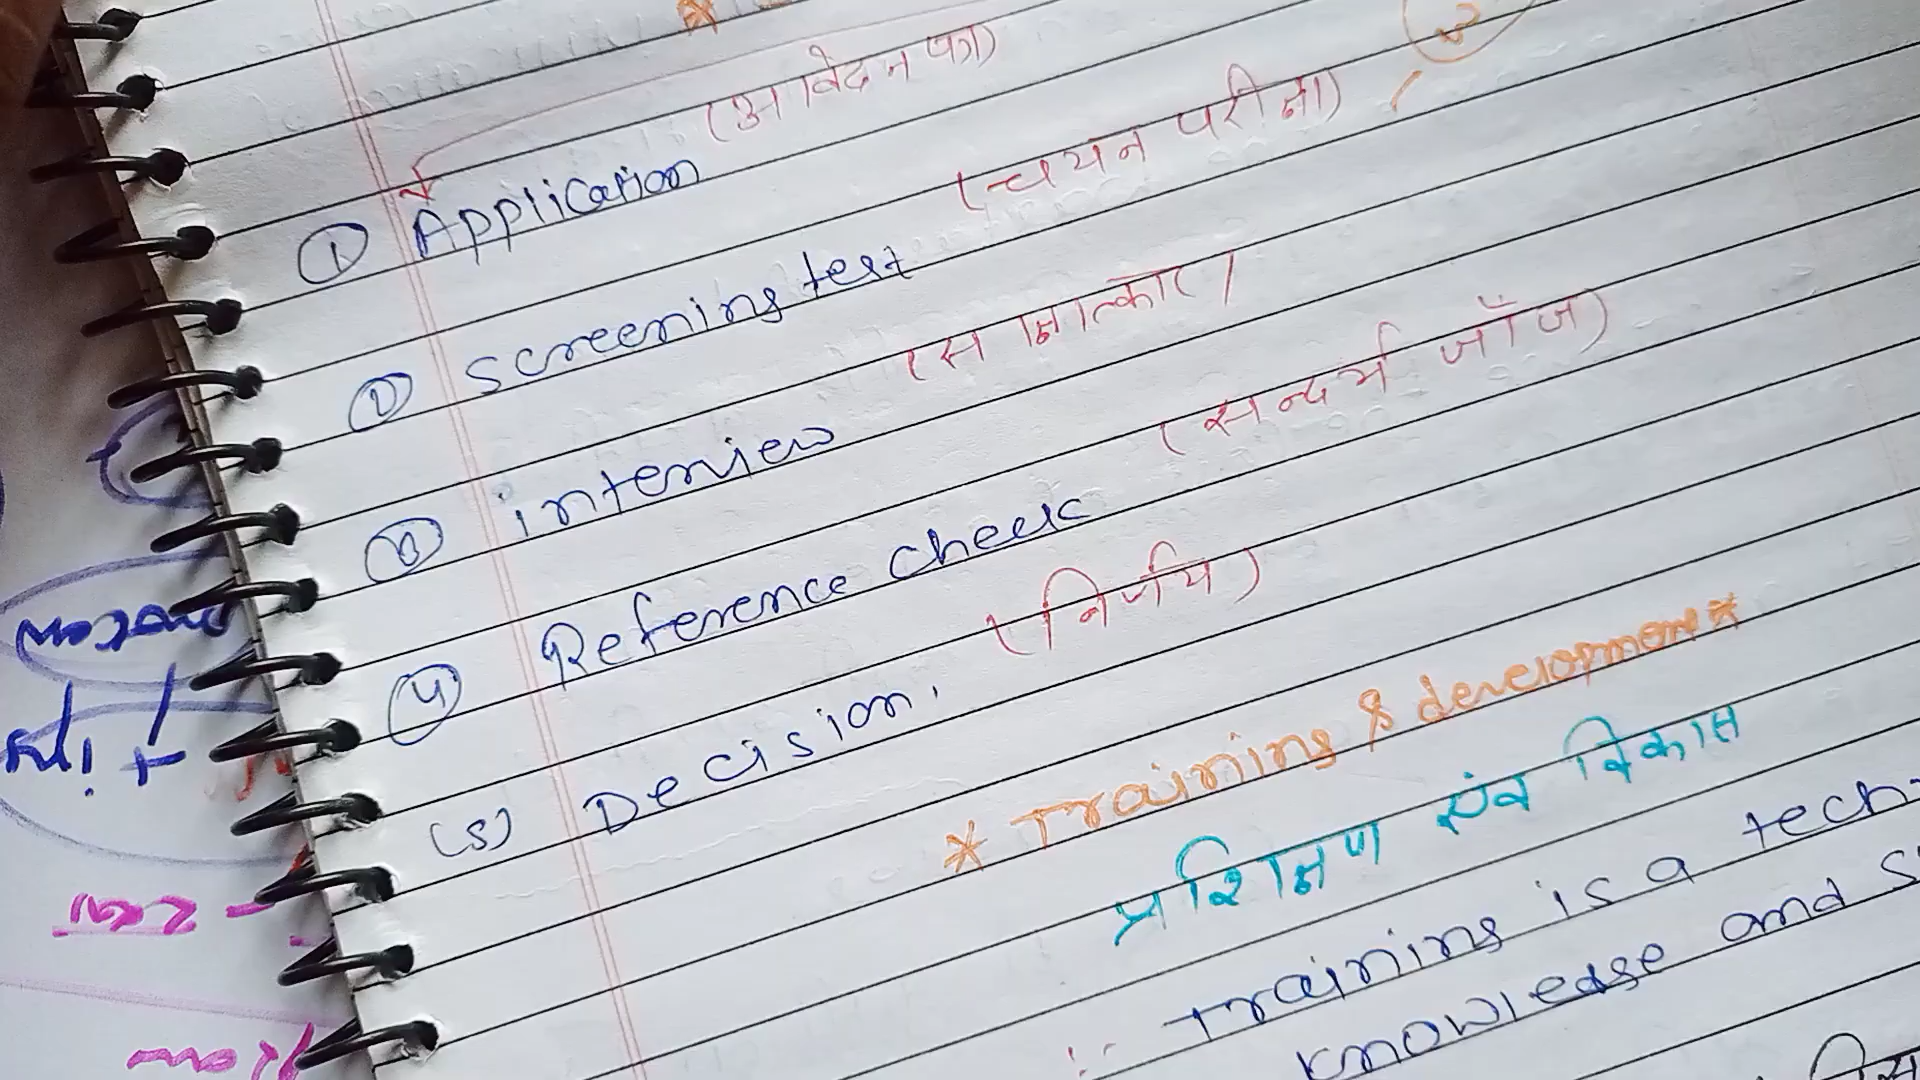 ① Application (आवेदन पत्र)
② screening test (चयन परीक्षा)
③ interview (साक्षात्कार)
④ Reference Check (सन्दर्भ जाँज)
(5) Decision. (निर्णय)
* Training & development *
प्रशिक्षण एंव विकास
:- Training is a tech-
knowledge and